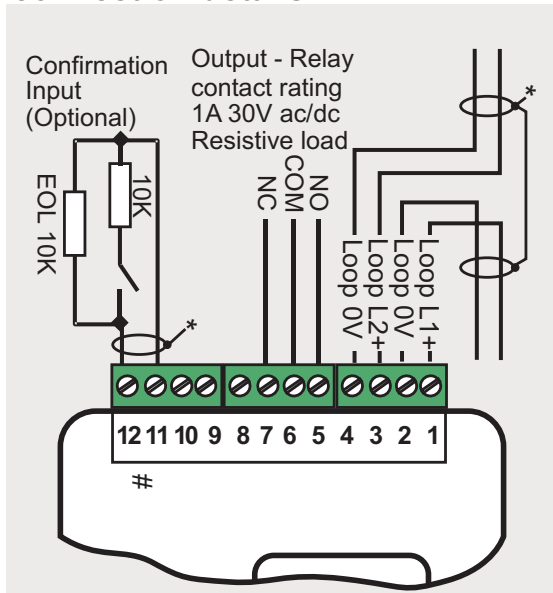 Confirmation
Input
(Optional)
Output - Relay
contact rating
1A 30V ac/dc
Resistive load
EOL 10K
10K
NC
COM
NO
Loop 0V
Loop L2+
Loop 0V
Loop L1+
*
*
12 11 10 9 8 7 6 5 4 3 2 1
#